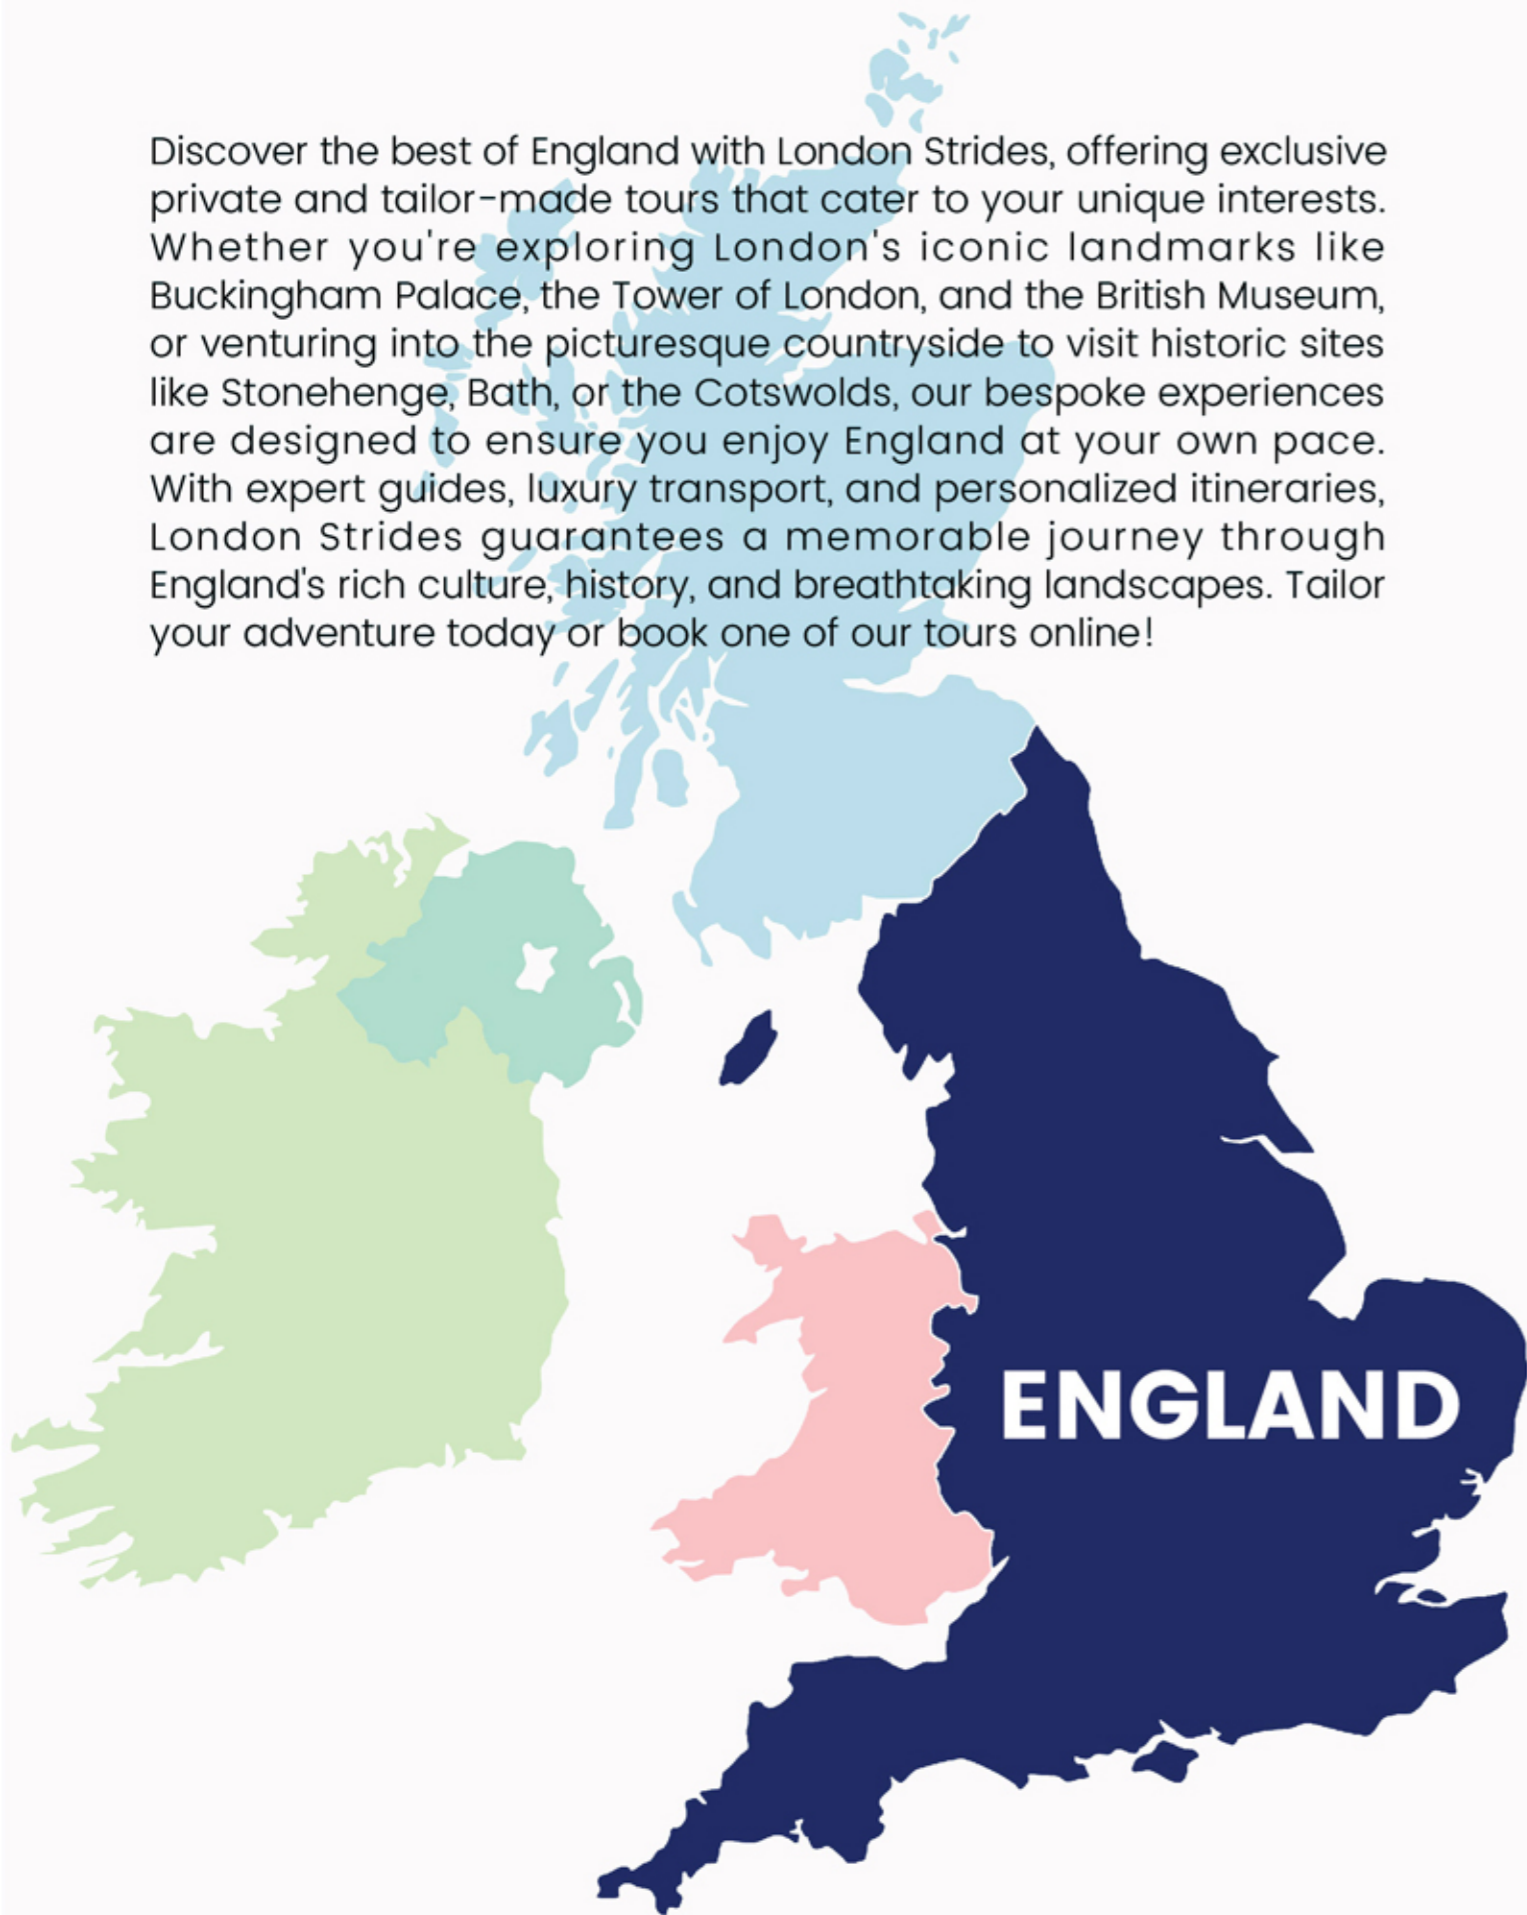 Discover the best of England with London Strides, offering exclusive
private and tailor-made tours that cater to your unique interests.
Whether you're exploring London's iconic landmarks like
Buckingham Palace, the Tower of London, and the British Museum,
or venturing into the picturesque countryside to visit historic sites
like Stonehenge, Bath, or the Cotswolds, our bespoke experiences
are designed to ensure you enjoy England at your own pace.
With expert guides, luxury transport, and personalized itineraries,
London Strides guarantees a memorable journey through
England's rich culture, history, and breathtaking landscapes. Tailor
your adventure today or book one of our tours online!
ENGLAND